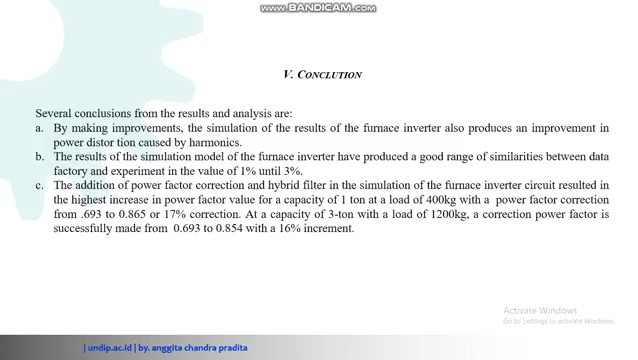 www.BANDICAM.com
V. CONCLUTION
Several conclusions from the results and analysis are:
a. By making improvements, the simulation of the results of the furnace inverter also produces an improvement in
power distor tion caused by harmonics.
b. The results of the simulation model of the furnace inverter have produced a good range of similarities between data
factory and experiment in the value of 1% until 3%.
c. The addition of power factor correction and hybrid filter in the simulation of the furnace inverter circuit resulted in
the highest increase in power factor value for a capacity of 1 ton at a load of 400kg with a power factor correction
from .693 to 0.865 or 17% correction. At a capacity of 3-ton with a load of 1200kg, a correction power factor is
successfully made from 0.693 to 0.854 with a 16% increment.
Activate Windows
Go to Settings to activate Windows.
| undip.ac.id | by. anggita chandra pradita